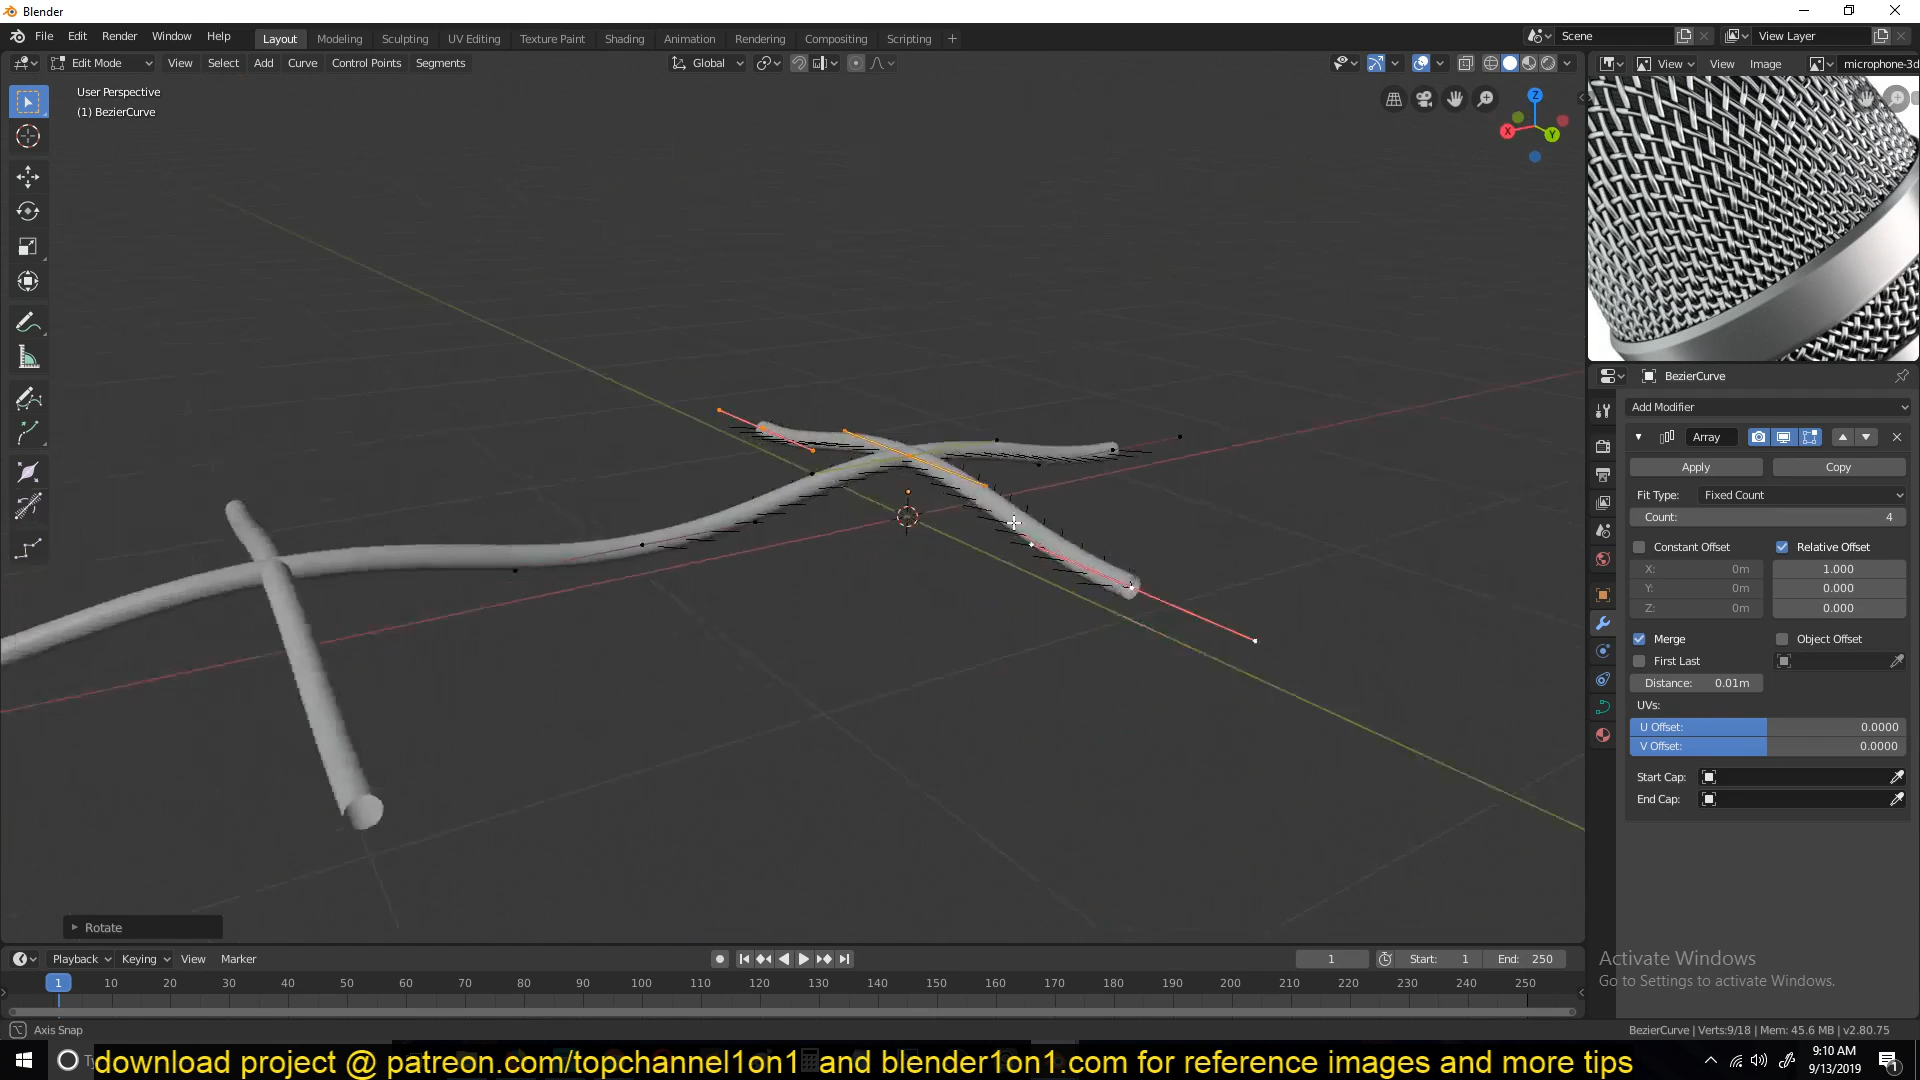 Blender
File Edit Render Window Help
Layout Modeling Sculpting UV Editing Texture Paint Shading Animation Rendering Compositing Scripting +
Scene
View Layer
Edit Mode View Select Add Curve Control Points Segments
Global
View View Image microphone-3d
User Perspective
(1) BezierCurve
Z
X
Y
BezierCurve
Add Modifier
Array
Apply Copy
Fit Type: Fixed Count
Count: 4
Constant Offset Relative Offset
X: 0m 1.000
Y: 0m 0.000
Z: 0m 0.000
Merge Object Offset
First Last
Distance: 0.01m
UVs:
U Offset: 0.0000
V Offset: 0.0000
Start Cap:
End Cap:
Rotate
Playback Keying View Marker
1 Start: 1 End: 250
1 10 20 30 40 50 60 70 80 90 100 110 120 130 140 150 160 170 180 190 200 210 220 230 240 250
Activate Windows
Go to Settings to activate Windows.
Axis Snap
BezierCurve | Verts:9/18 | Mem: 45.6 MB | v2.80.75
download project @ patreon.com/topchannel1on1 and blender1on1.com for reference images and more tips
9:10 AM
9/13/2019
1